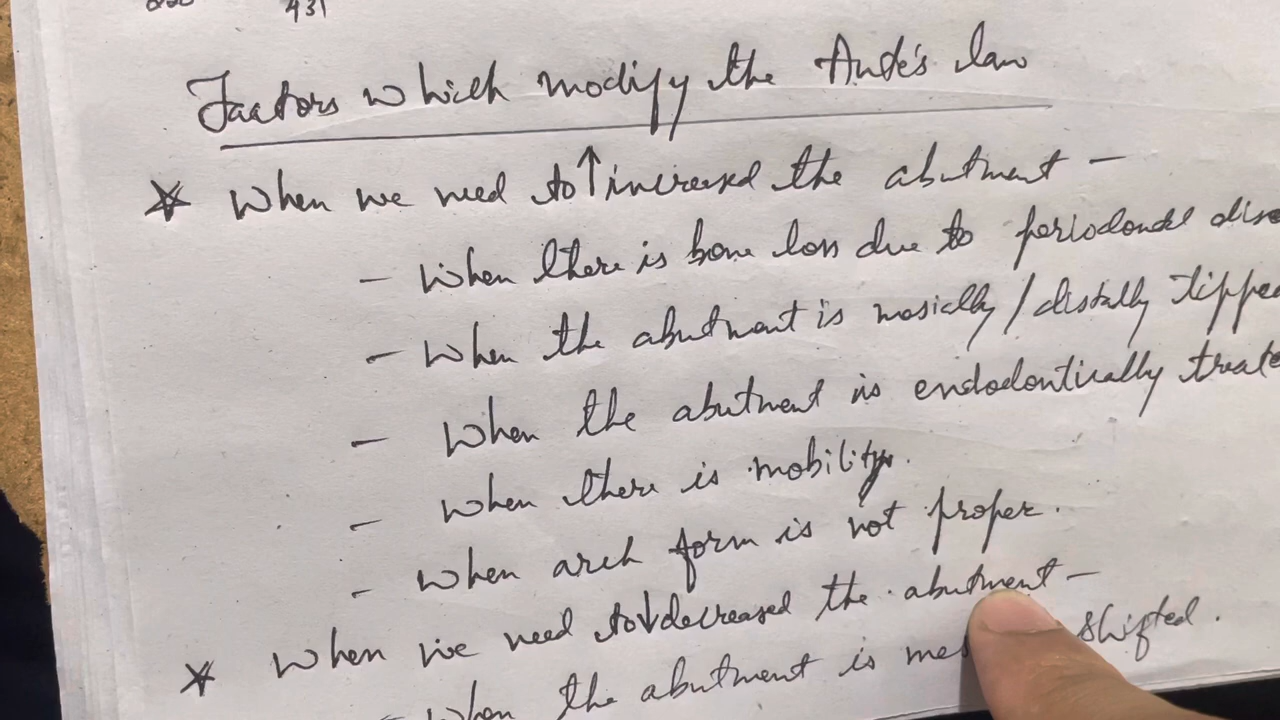 431
Factors which modify the Ante's law
* When we need to ↑ increased the abutment -
- When there is bone loss due to periodontal
- When the abutment is mesially / distally tipped
- When the abutment is endodontically
- When there is mobility.
- When arch form is not proper.
* When we need to ↓ decreased the abutment -
- When the abutment is shifted.